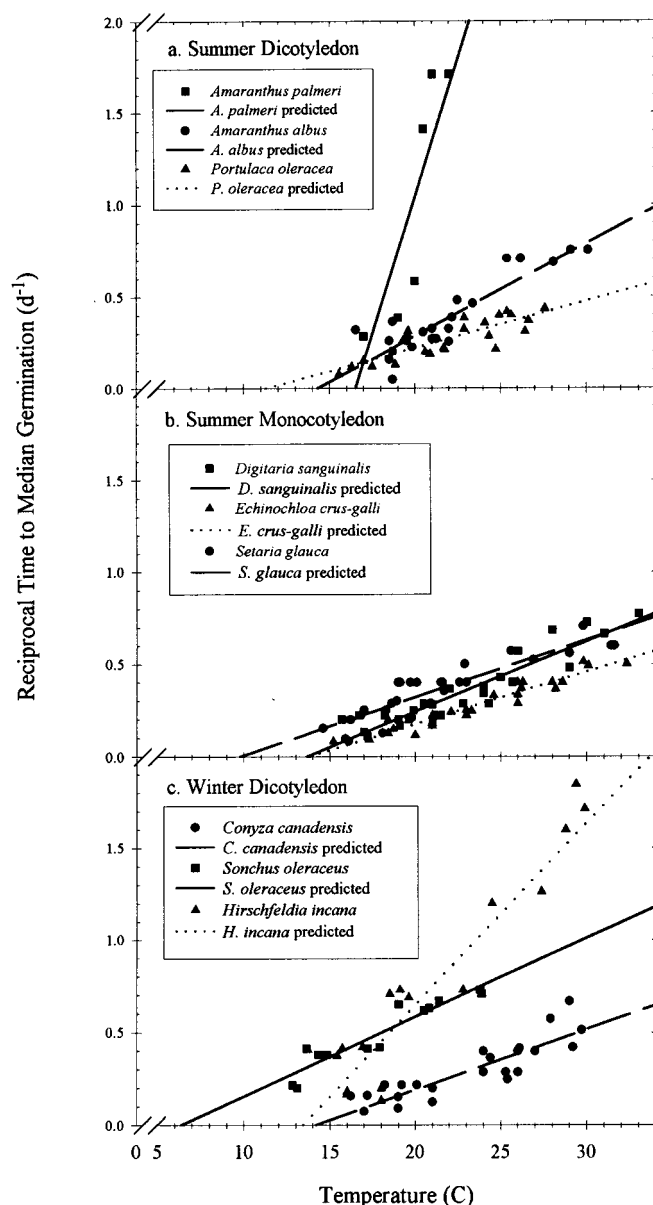 Reciprocal Time to Median Germination (d⁻¹)
2.0
a. Summer Dicotyledon
Amaranthus palmeri
A. palmeri predicted
Amaranthus albus
A. albus predicted
Portulaca oleracea
P. oleracea predicted
1.5
1.0
0.5
0.0
b. Summer Monocotyledon
Digitaria sanguinalis
D. sanguinalis predicted
Echinochloa crus-galli
E. crus-galli predicted
Setaria glauca
S. glauca predicted
1.5
1.0
0.5
0.0
c. Winter Dicotyledon
Conyza canadensis
C. canadensis predicted
Sonchus oleraceus
S. oleraceus predicted
Hirschfeldia incana
H. incana predicted
1.5
1.0
0.5
0.0
0 5 10 15 20 25 30
Temperature (C)